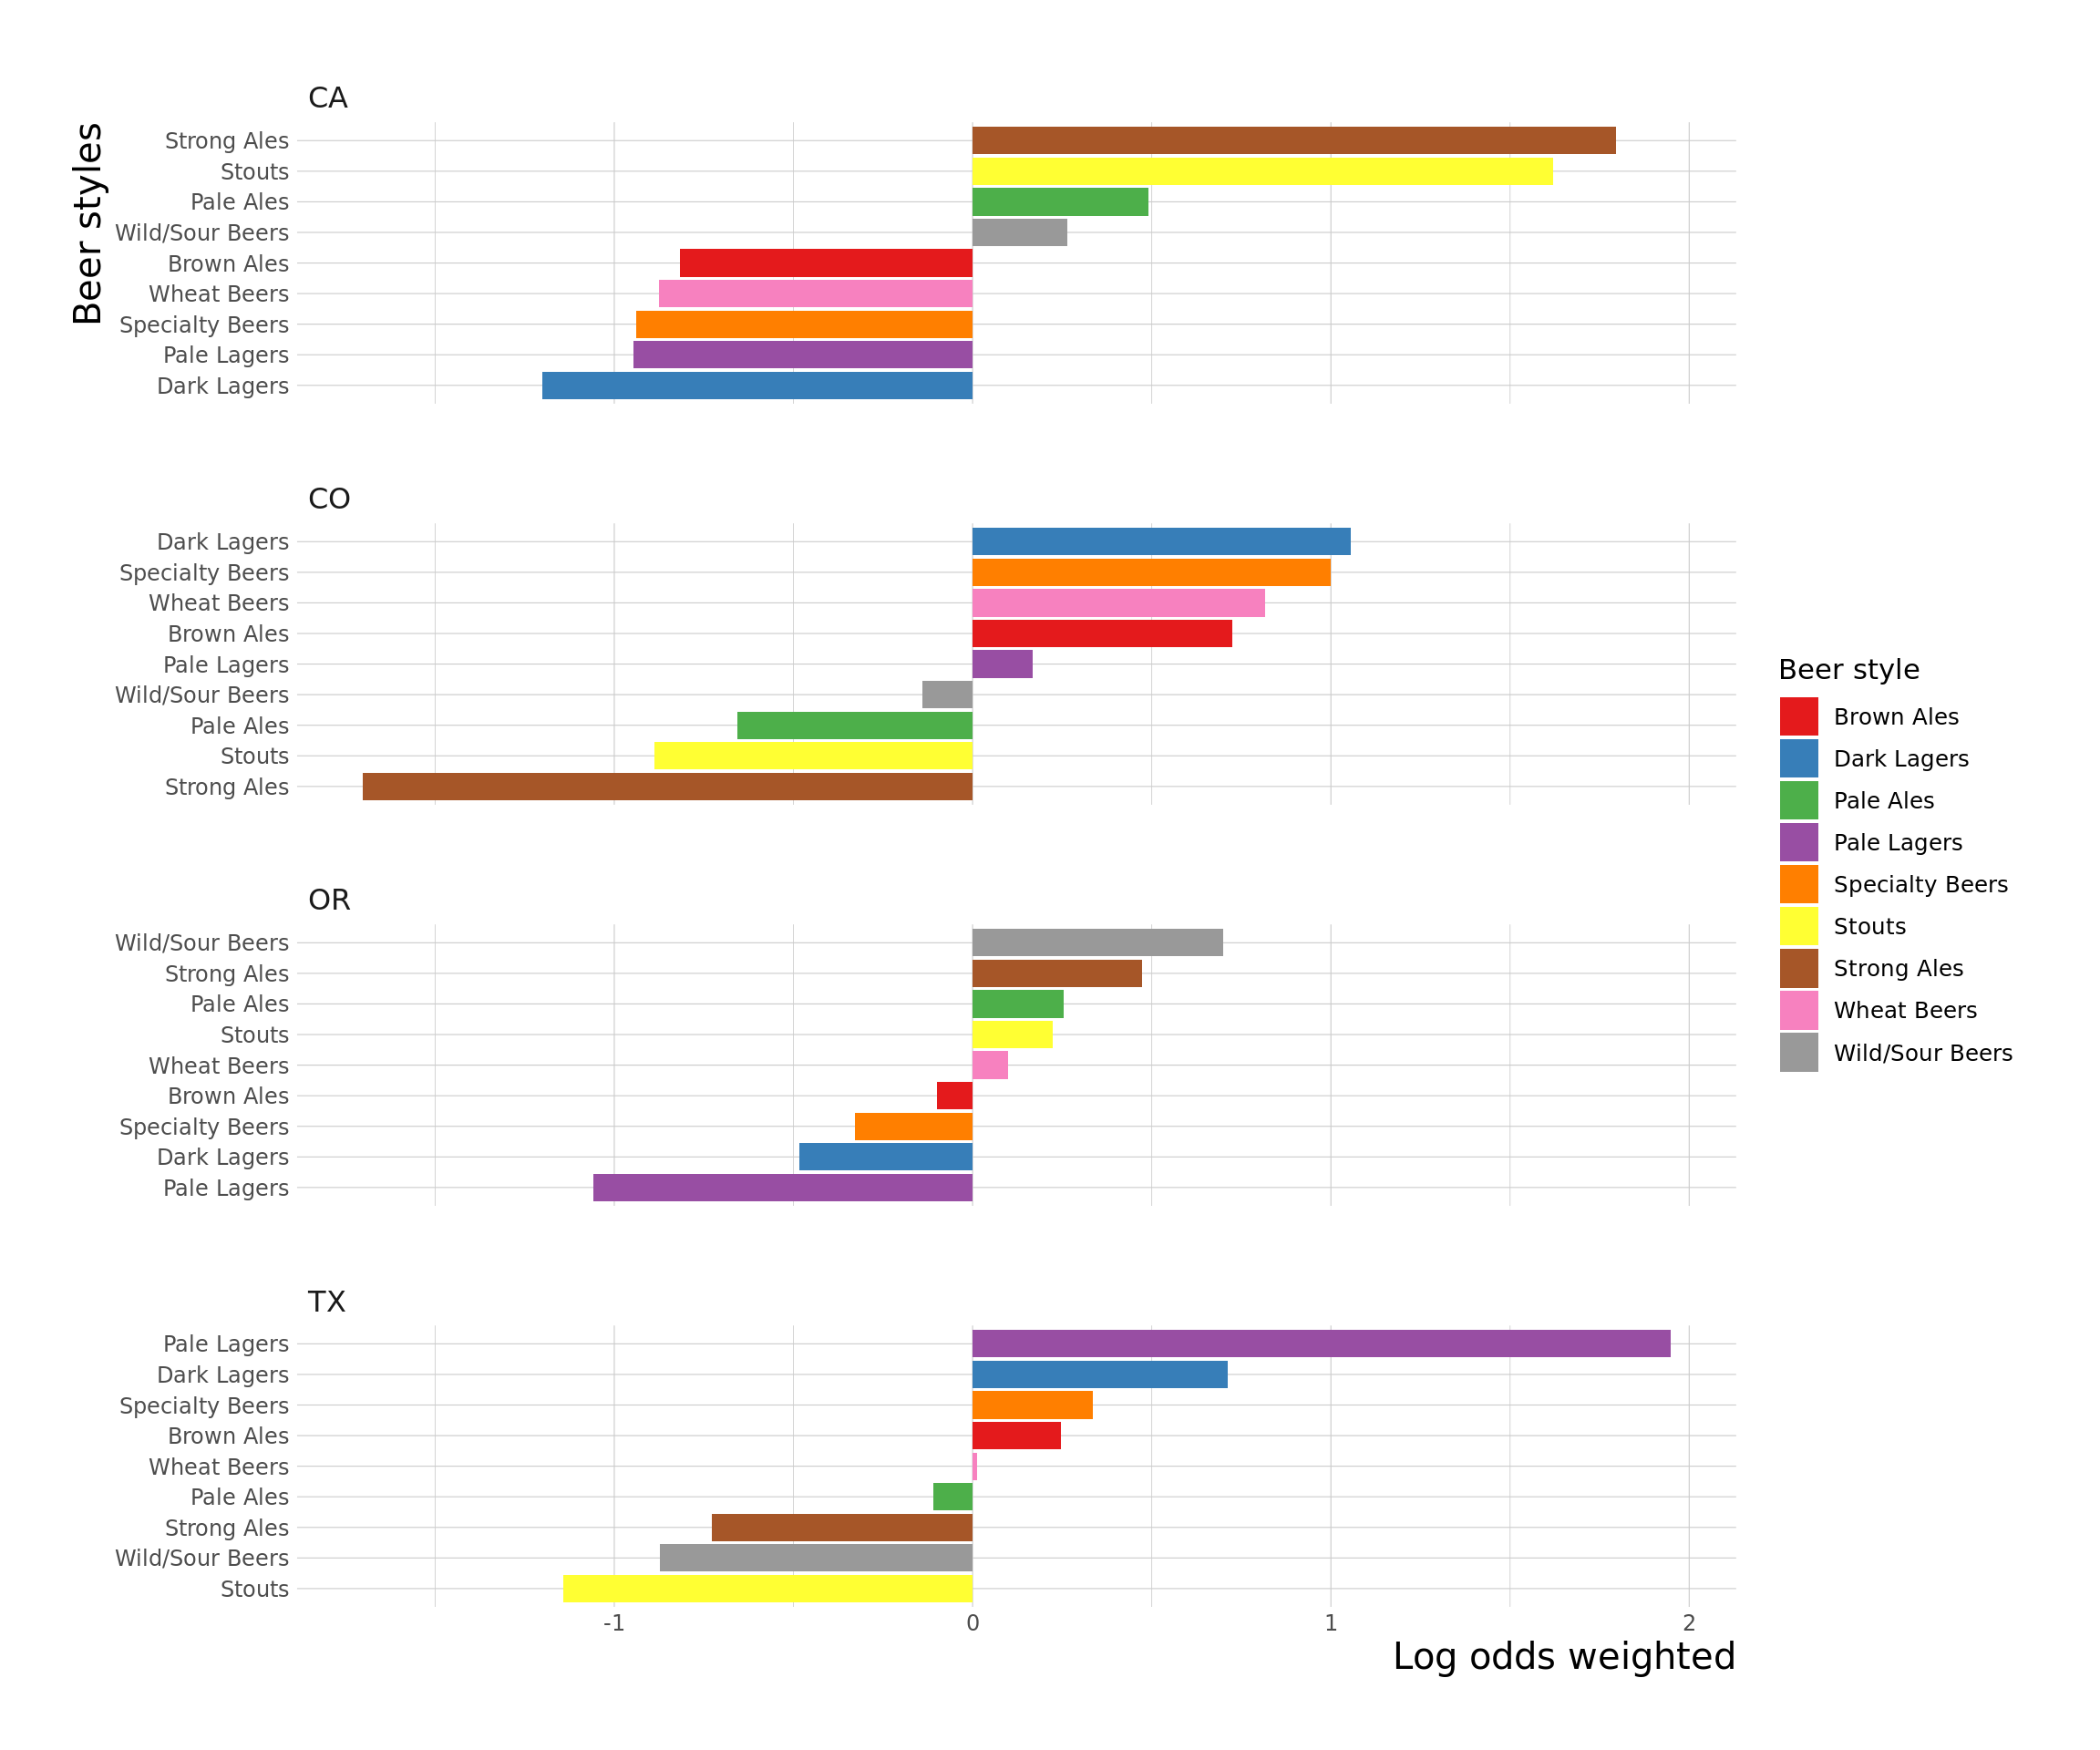 CA
Beer styles
Strong Ales
Stouts
Pale Ales
Wild/Sour Beers
Brown Ales
Wheat Beers
Specialty Beers
Pale Lagers
Dark Lagers
CO
Dark Lagers
Specialty Beers
Wheat Beers
Brown Ales
Pale Lagers
Wild/Sour Beers
Pale Ales
Stouts
Strong Ales
OR
Wild/Sour Beers
Strong Ales
Pale Ales
Stouts
Wheat Beers
Brown Ales
Specialty Beers
Dark Lagers
Pale Lagers
TX
Pale Lagers
Dark Lagers
Specialty Beers
Brown Ales
Wheat Beers
Pale Ales
Strong Ales
Wild/Sour Beers
Stouts
-1 0 1 2
Log odds weighted
Beer style
Brown Ales
Dark Lagers
Pale Ales
Pale Lagers
Specialty Beers
Stouts
Strong Ales
Wheat Beers
Wild/Sour Beers